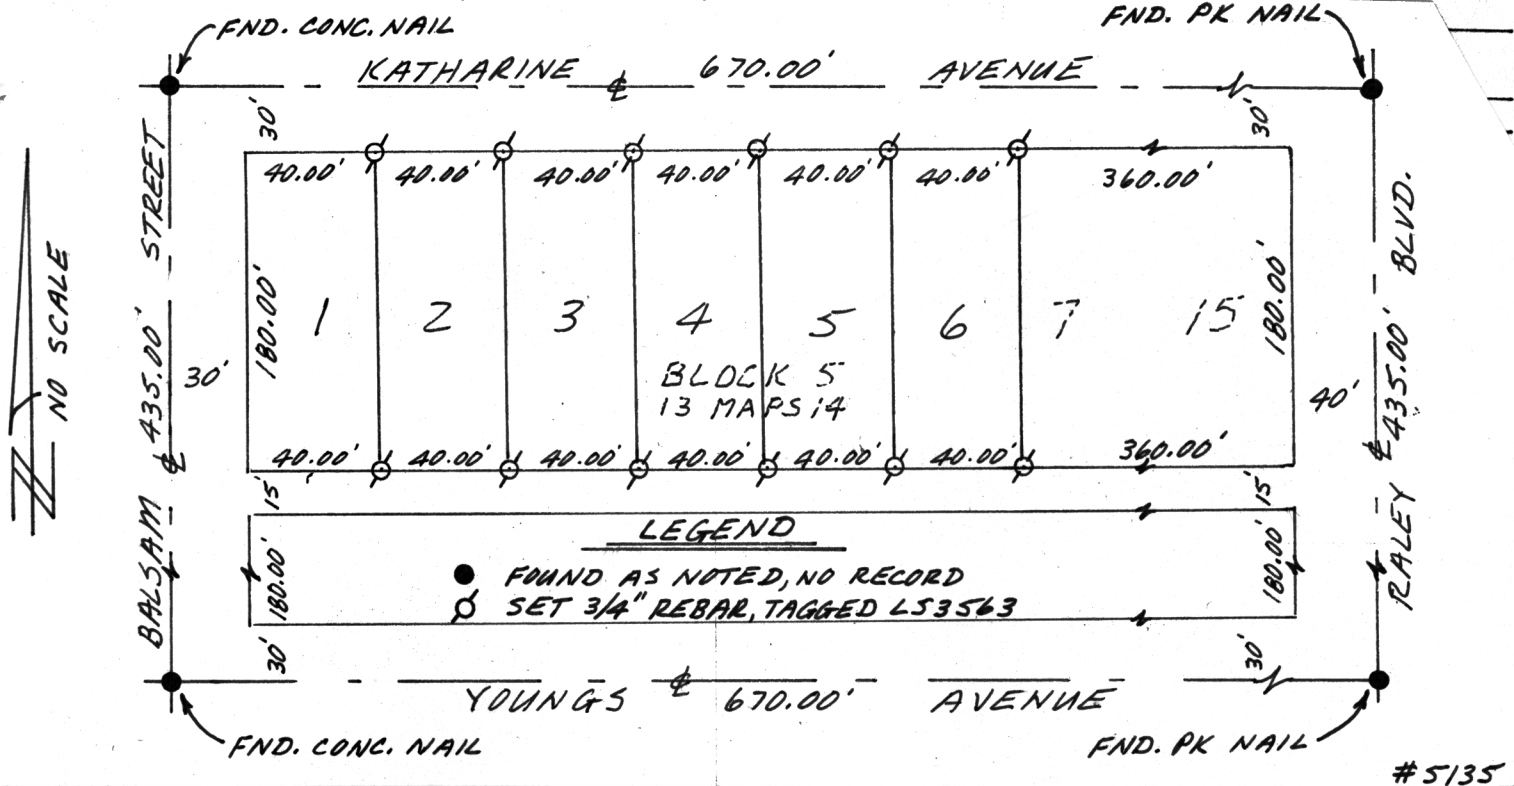 FND. CONC. NAIL
FND. PK NAIL
KATHARINE ℄ 670.00' AVENUE
30'
30'
40.00' 40.00' 40.00' 40.00' 40.00' 40.00' 360.00'
BALSAM ℄ 435.00' STREET
RALEY ℄ 435.00' BLVD.
NO SCALE
180.00'
180.00'
1 2 3 4 5 6 7 15
30'
40'
BLOCK 5
13 MAPS 14
40.00' 40.00' 40.00' 40.00' 40.00' 40.00' 360.00'
15'
15'
LEGEND
180.00'
180.00'
FOUND AS NOTED, NO RECORD
SET 3/4" REBAR, TAGGED LS3563
30'
30'
YOUNGS ℄ 670.00' AVENUE
FND. CONC. NAIL
FND. PK NAIL
#5135